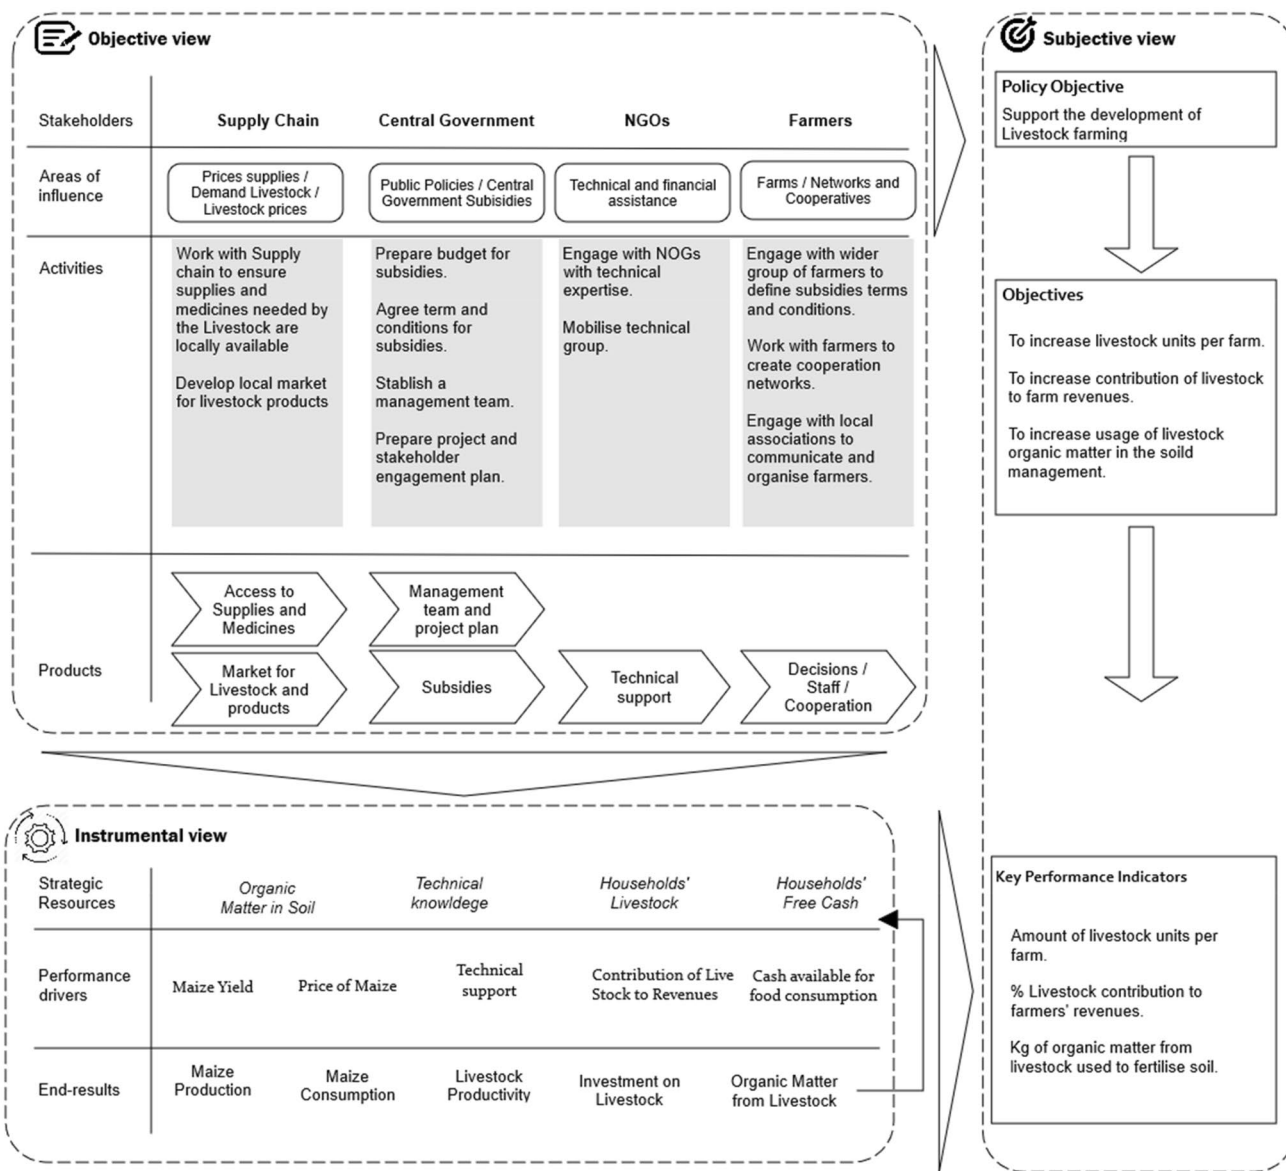 Objective view
Stakeholders
Supply Chain
Central Government
NGOs
Farmers
Areas of
influence
Prices supplies /
Demand Livestock /
Livestock prices
Public Policies / Central
Government Subsidies
Technical and financial
assistance
Farms / Networks and
Cooperatives
Activities
Work with Supply
chain to ensure
supplies and
medicines needed by
the Livestock are
locally available
Develop local market
for livestock products
Prepare budget for
subsidies.
Agree term and
conditions for
subsidies.
Stablish a
management team.
Prepare project and
stakeholder
engagement plan.
Engage with NOGs
with technical
expertise.
Mobilise technical
group.
Engage with wider
group of farmers to
define subsidies terms
and conditions.
Work with farmers to
create cooperation
networks.
Engage with local
associations to
communicate and
organise farmers.
Products
Access to
Supplies and
Medicines
Management
team and
project plan
Market for
Livestock and
products
Subsidies
Technical
support
Decisions /
Staff /
Cooperation
Instrumental view
Strategic
Resources
Organic
Matter in Soil
Technical
knowldege
Households'
Livestock
Households'
Free Cash
Performance
drivers
Maize Yield
Price of Maize
Technical
support
Contribution of Live
Stock to Revenues
Cash available for
food consumption
End-results
Maize
Production
Maize
Consumption
Livestock
Productivity
Investment on
Livestock
Organic Matter
from Livestock
Subjective view
Policy Objective
Support the development of
Livestock farming
Objectives
To increase livestock units per farm.
To increase contribution of livestock
to farm revenues.
To increase usage of livestock
organic matter in the soild
management.
Key Performance Indicators
Amount of livestock units per
farm.
% Livestock contribution to
farmers' revenues.
Kg of organic matter from
livestock used to fertilise soil.